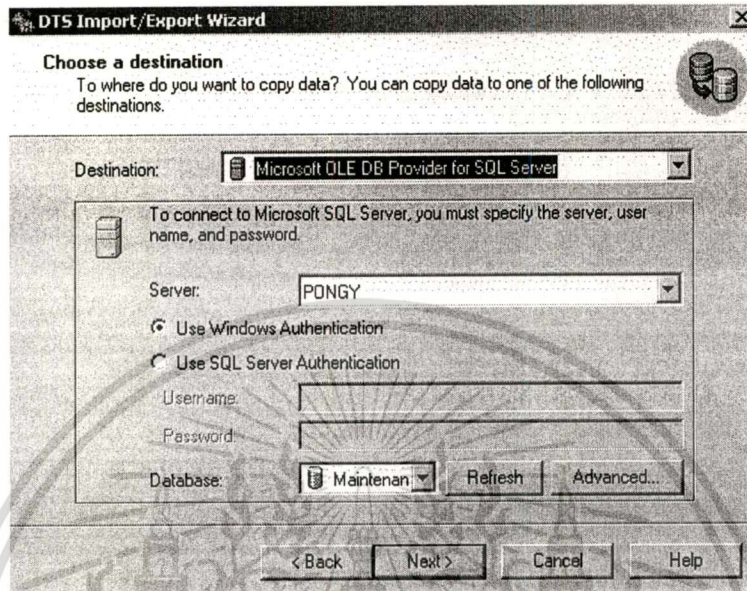 DTS Import/Export Wizard
Choose a destination
To where do you want to copy data? You can copy data to one of the following
destinations.
Destination: Microsoft OLE DB Provider for SQL Server
To connect to Microsoft SQL Server, you must specify the server, user
name, and password.
Server: PONGY
Use Windows Authentication
Use SQL Server Authentication
Username:
Password:
Database: Maintenan Refresh Advanced...
< Back Next > Cancel Help